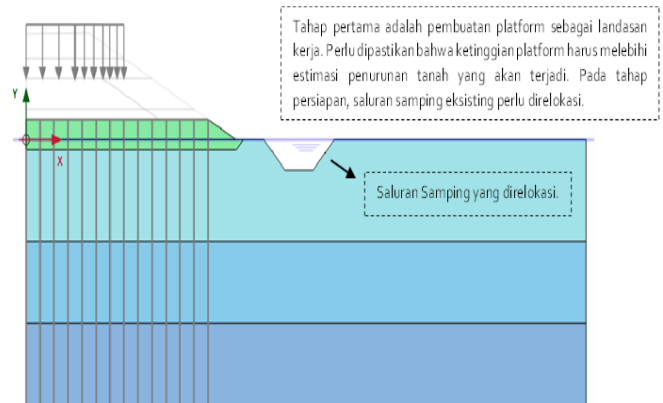 Tahap pertama adalah pembuatan platform sebagai landasan
kerja. Perlu dipastikan bahwa ketinggian platform harus melebihi
estimasi penurunan tanah yang akan terjadi. Pada tahap
persiapan, saluran samping eksisting perlu direlokasi.
Y
X
Saluran Samping yang direlokasi.